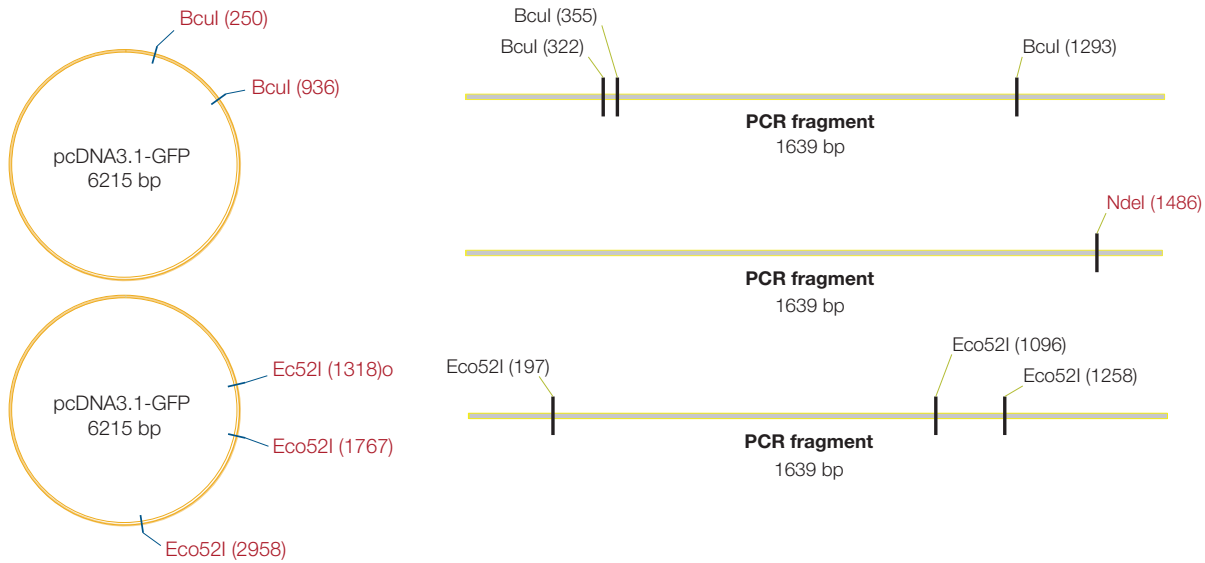 BcuI (250)
BcuI (936)
pcDNA3.1-GFP
6215 bp
BcuI (355)
BcuI (322)
BcuI (1293)
PCR fragment
1639 bp
NdeI (1486)
PCR fragment
1639 bp
Ec52I (1318)o
pcDNA3.1-GFP
6215 bp
Eco52I (1767)
Eco52I (2958)
Eco52I (197)
Eco52I (1096)
Eco52I (1258)
PCR fragment
1639 bp